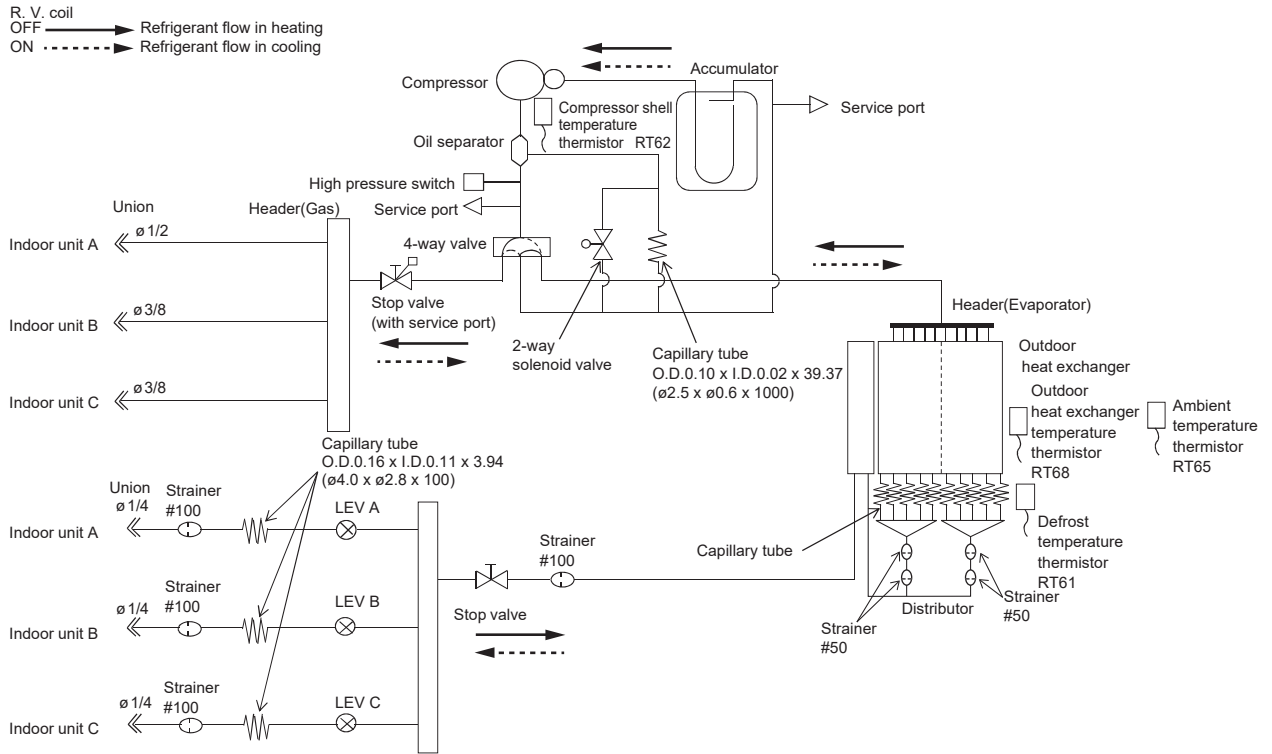 R. V. coil
OFF Refrigerant flow in heating
ON Refrigerant flow in cooling
Compressor
Accumulator
Service port
Compressor shell
temperature
thermistor RT62
Oil separator
High pressure switch
Service port
4-way valve
Union
Header(Gas)
Indoor unit A
ø 1/2
Indoor unit B
ø 3/8
Indoor unit C
ø 3/8
Stop valve
(with service port)
2-way
solenoid valve
Capillary tube
O.D.0.10 x I.D.0.02 x 39.37
(ø2.5 x ø0.6 x 1000)
Header(Evaporator)
Outdoor
heat exchanger
Outdoor
heat exchanger
temperature
thermistor
RT68
Ambient
temperature
thermistor
RT65
Capillary tube
O.D.0.16 x I.D.0.11 x 3.94
(ø4.0 x ø2.8 x 100)
Union
ø 1/4
Strainer
#100
LEV A
Indoor unit A
ø 1/4
Strainer
#100
LEV B
Indoor unit B
ø 1/4
Strainer
#100
LEV C
Indoor unit C
Stop valve
Strainer
#100
Capillary tube
Defrost
temperature
thermistor
RT61
Distributor
Strainer
#50
Strainer
#50